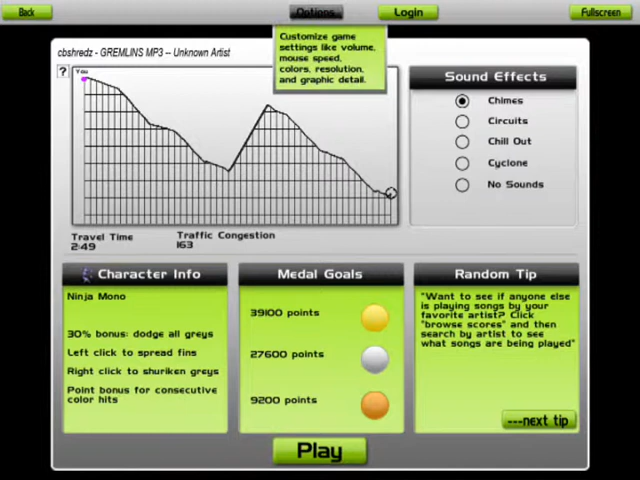 Back
Options
Login
Fullscreen
Customize game
settings like volume,
mouse speed,
colors, resolution,
and graphic detail.
cbshredz - GREMLINS MP3 -- Unknown Artist
?
You
Travel Time
2:49
Traffic Congestion
163
Sound Effects
Chimes
Circuits
Chill Out
Cyclone
No Sounds
Character Info
Ninja Mono
30% bonus: dodge all greys
Left click to spread fins
Right click to shuriken greys
Point bonus for consecutive
color hits
Medal Goals
39100 points
27600 points
9200 points
Random Tip
"Want to see if anyone else
is playing songs by your
favorite artist? Click
"browse scores" and then
search by artist to see
what songs are being played"
---next tip
Play